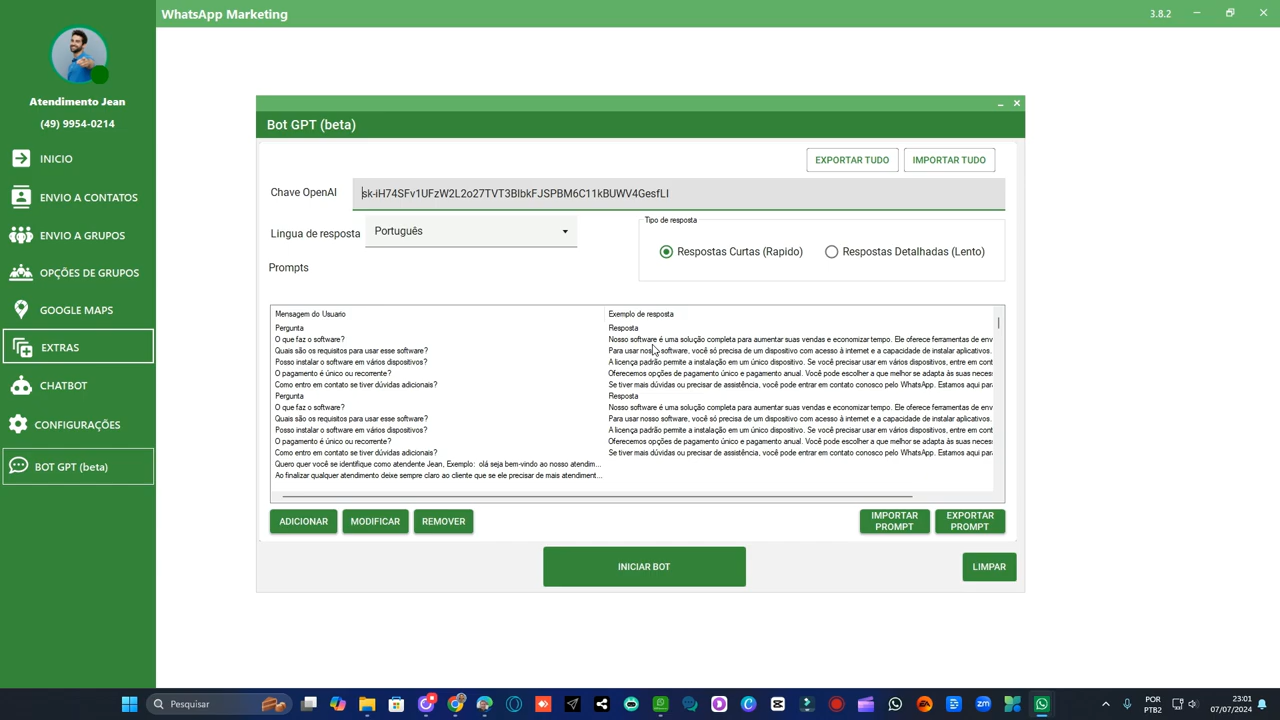 WhatsApp Marketing
3.8.2
Atendimento Jean
(49) 9954-0214
INICIO
ENVIO A CONTATOS
ENVIO A GRUPOS
OPÇÕES DE GRUPOS
GOOGLE MAPS
EXTRAS
CHATBOT
CONFIGURAÇÕES
BOT GPT (beta)
Bot GPT (beta)
EXPORTAR TUDO
IMPORTAR TUDO
Chave OpenAI
Lingua de resposta
Português
Tipo de resposta
Respostas Curtas (Rapido)
Respostas Detalhadas (Lento)
Prompts
Mensagem do Usuario Exemplo de resposta
Pergunta Resposta
O que faz o software? Nosso software é uma solução completa para aumentar suas vendas e economizar tempo. Ele oferece ferramentas de env
Quais são os requisitos para usar esse software? Para usar nosso software, você só precisa de um dispositivo com acesso à internet e a capacidade de instalar aplicativos.
Posso instalar o software em vários dispositivos? A licença padrão permite a instalação em um único dispositivo. Se você precisar usar em vários dispositivos, entre em cont
O pagamento é único ou recorrente? Oferecemos opções de pagamento único e pagamento anual. Você pode escolher a que melhor se adapta às suas neces
Como entro em contato se tiver dúvidas adicionais? Se tiver mais dúvidas ou precisar de assistência, você pode entrar em contato conosco pelo WhatsApp. Estamos aqui par
Pergunta Resposta
O que faz o software? Nosso software é uma solução completa para aumentar suas vendas e economizar tempo. Ele oferece ferramentas de env
Quais são os requisitos para usar esse software? Para usar nosso software, você só precisa de um dispositivo com acesso à internet e a capacidade de instalar aplicativos.
Posso instalar o software em vários dispositivos? A licença padrão permite a instalação em um único dispositivo. Se você precisar usar em vários dispositivos, entre em cont
O pagamento é único ou recorrente? Oferecemos opções de pagamento único e pagamento anual. Você pode escolher a que melhor se adapta às suas neces
Como entro em contato se tiver dúvidas adicionais? Se tiver mais dúvidas ou precisar de assistência, você pode entrar em contato conosco pelo WhatsApp. Estamos aqui par
Quero quer você se identifique como atendente Jean, Exemplo: olá seja bem-vindo ao nosso atendim...
Ao finalizar qualquer atendimento deixe sempre claro ao cliente que se ele precisar de mais atendiment...
ADICIONAR
MODIFICAR
REMOVER
IMPORTAR PROMPT
EXPORTAR PROMPT
INICIAR BOT
LIMPAR
Pesquisar
POR
PTB2
23:01
07/07/2024